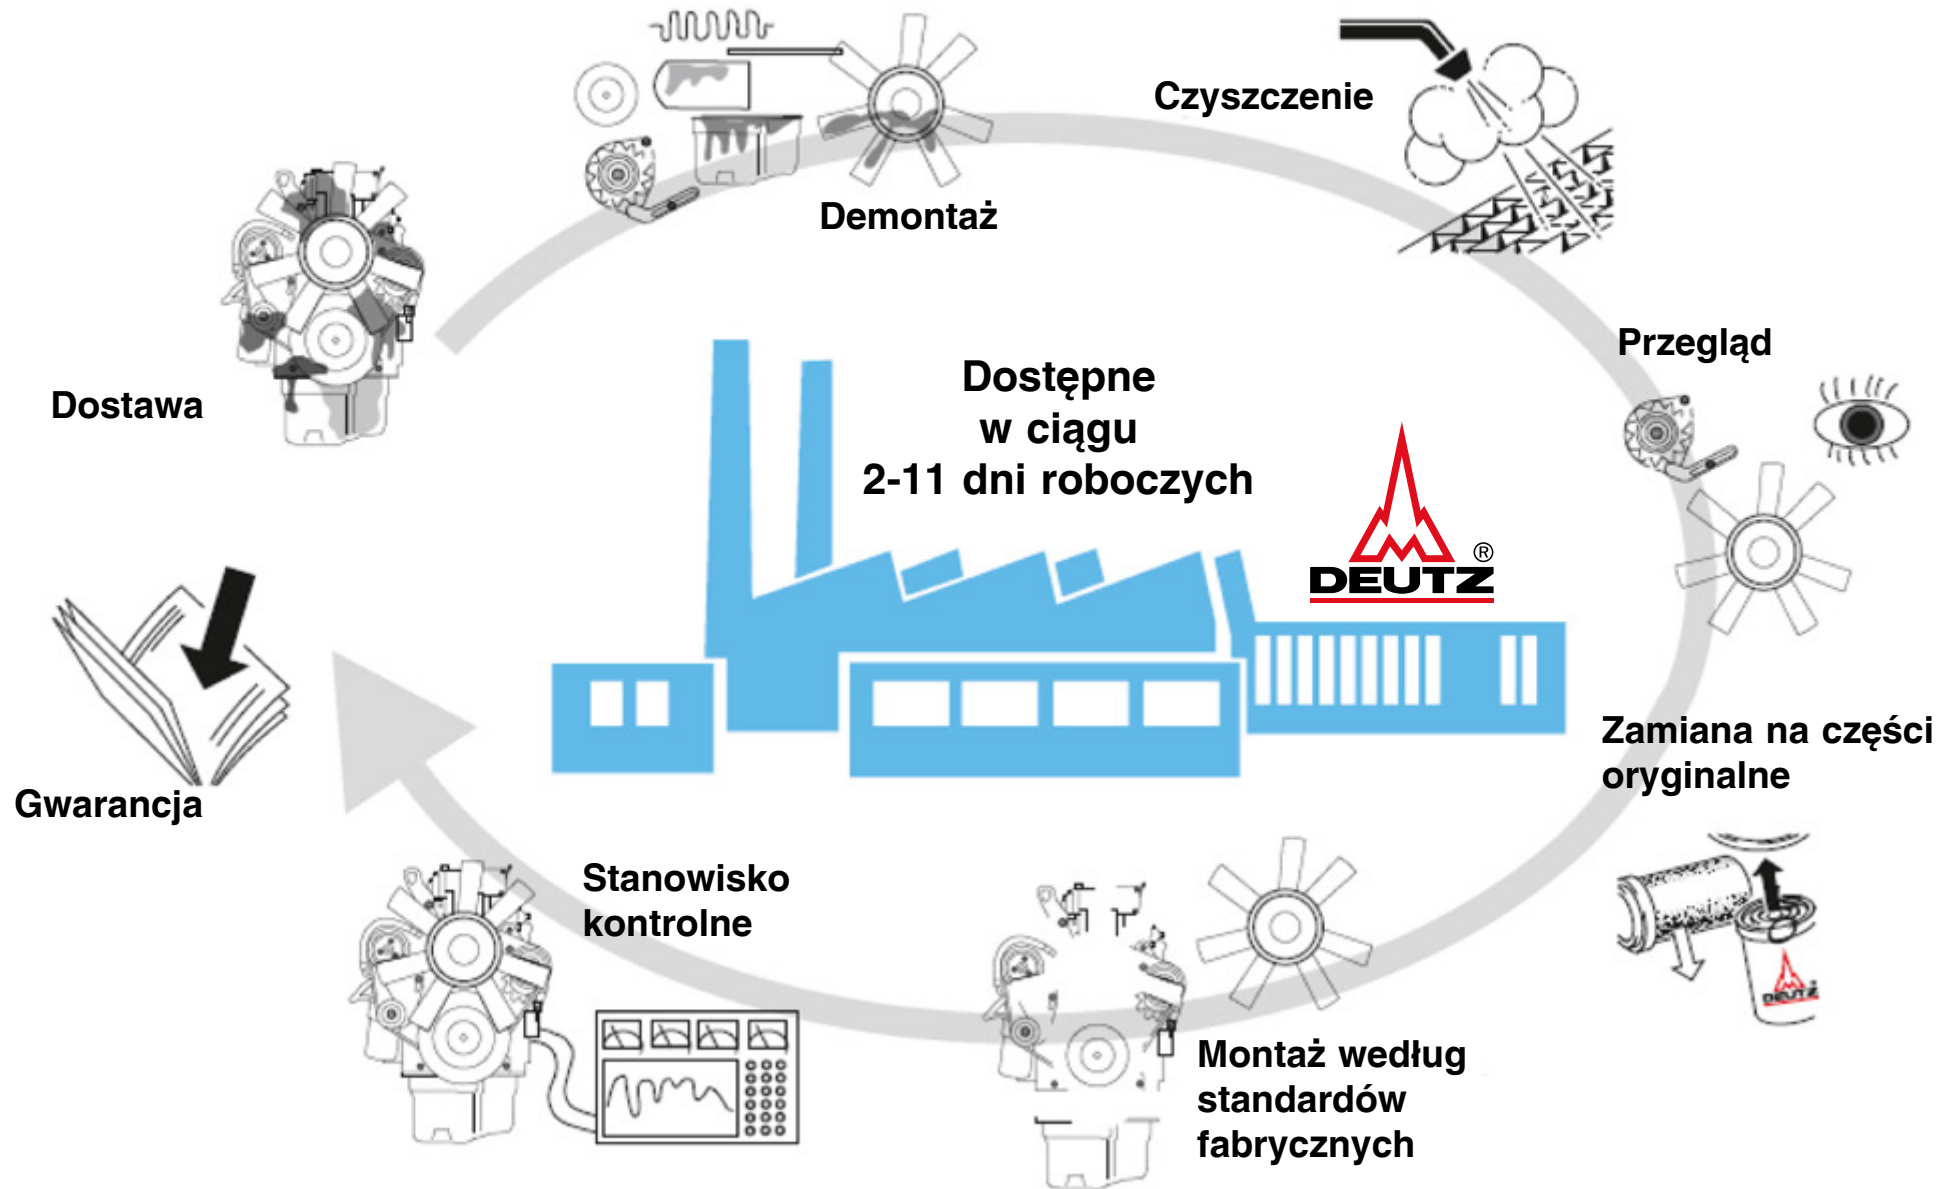 Dostawa
Demontaż
Czyszczenie
Przegląd
Zamiana na części
oryginalne
Montaż według
standardów
fabrycznych
Stanowisko
kontrolne
Gwarancja
Dostępne
w ciągu
2-11 dni roboczych
DEUTZ®
DEUTZ